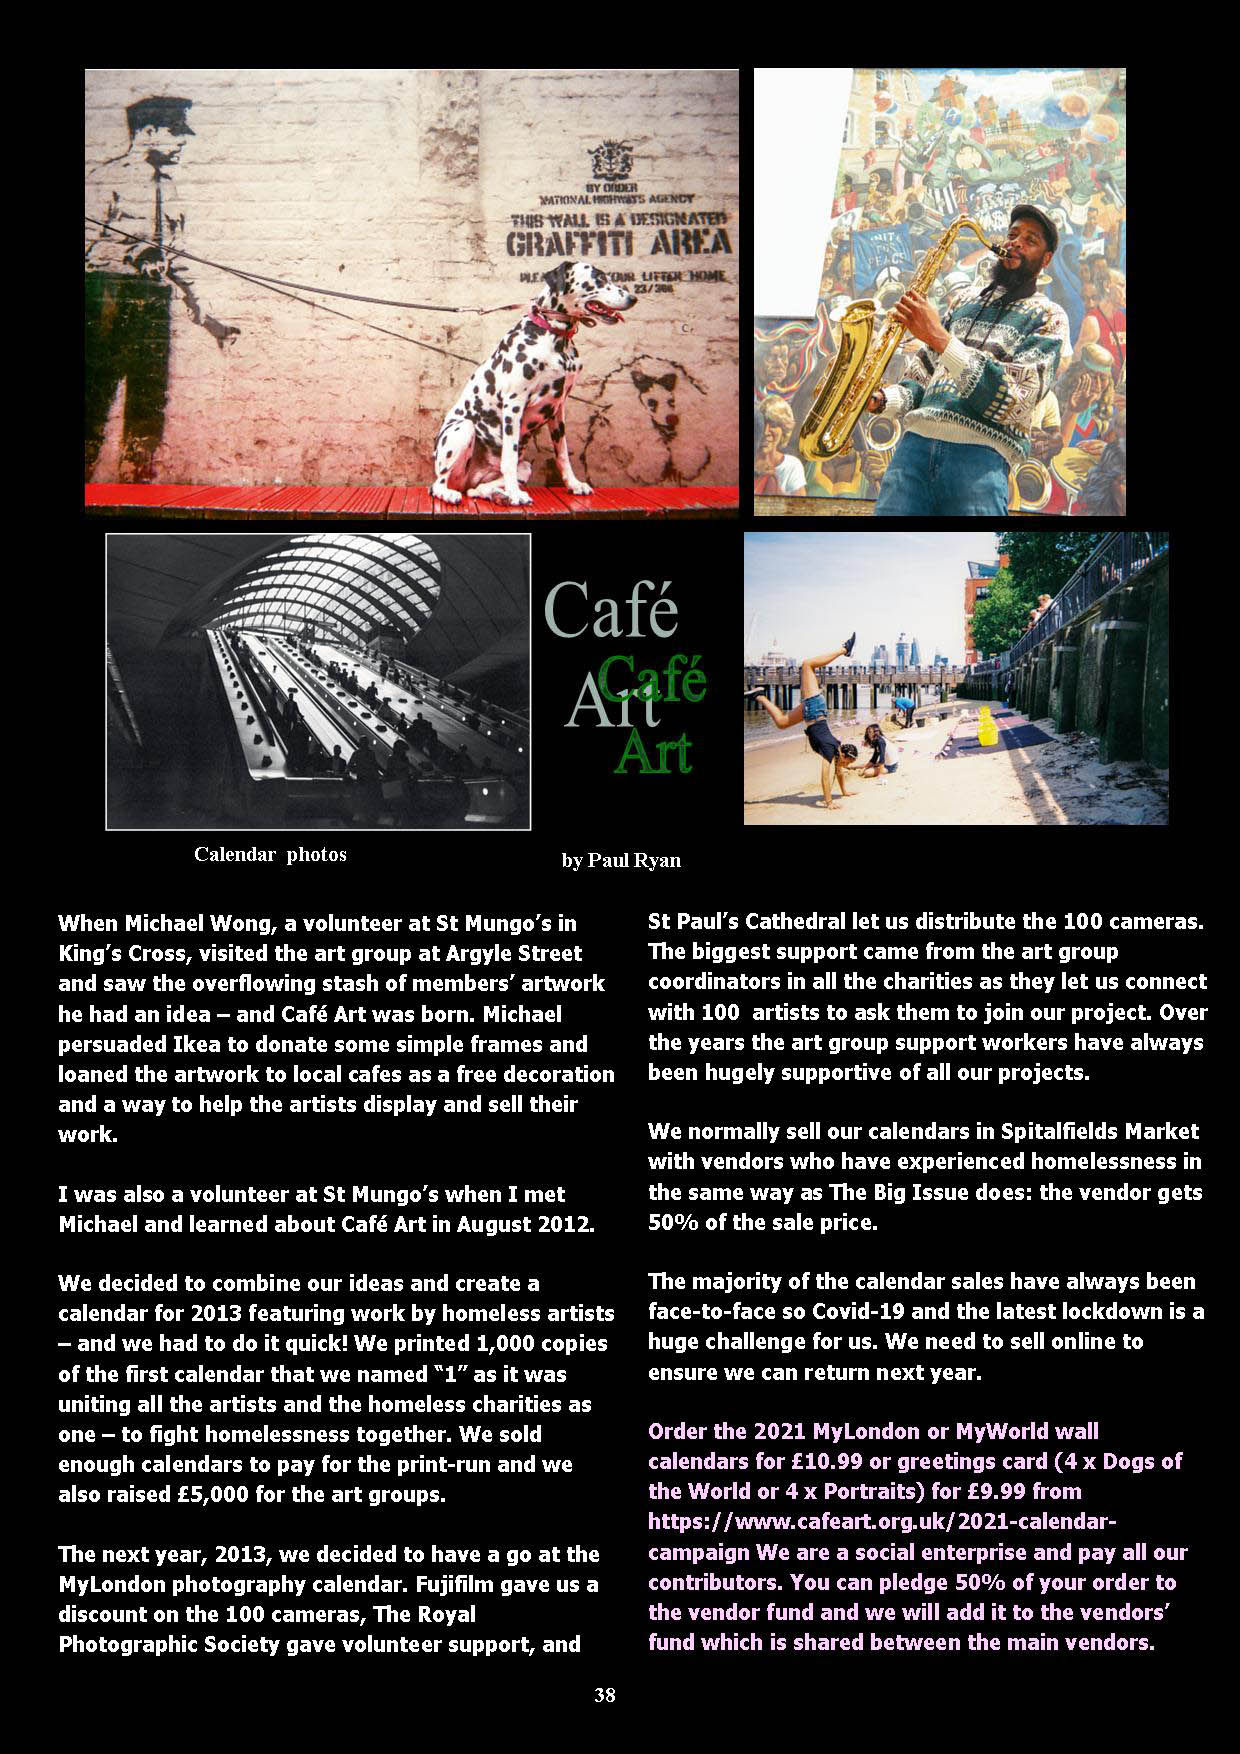 BY ORDER
NATIONAL HIGHWAYS AGENCY
THIS WALL IS A DESIGNATED
GRAFFITI AREA
LITTER HOME
UNITE
PEACE
Café
Art
Café
Art
Calendar photos
by Paul Ryan
When Michael Wong, a volunteer at St Mungo’s in
King’s Cross, visited the art group at Argyle Street
and saw the overflowing stash of members’ artwork
he had an idea – and Café Art was born. Michael
persuaded Ikea to donate some simple frames and
loaned the artwork to local cafes as a free decoration
and a way to help the artists display and sell their
work.
I was also a volunteer at St Mungo’s when I met
Michael and learned about Café Art in August 2012.
We decided to combine our ideas and create a
calendar for 2013 featuring work by homeless artists
– and we had to do it quick! We printed 1,000 copies
of the first calendar that we named “1” as it was
uniting all the artists and the homeless charities as
one – to fight homelessness together. We sold
enough calendars to pay for the print-run and we
also raised £5,000 for the art groups.
The next year, 2013, we decided to have a go at the
MyLondon photography calendar. Fujifilm gave us a
discount on the 100 cameras, The Royal
Photographic Society gave volunteer support, and
St Paul’s Cathedral let us distribute the 100 cameras.
The biggest support came from the art group
coordinators in all the charities as they let us connect
with 100 artists to ask them to join our project. Over
the years the art group support workers have always
been hugely supportive of all our projects.
We normally sell our calendars in Spitalfields Market
with vendors who have experienced homelessness in
the same way as The Big Issue does: the vendor gets
50% of the sale price.
The majority of the calendar sales have always been
face-to-face so Covid-19 and the latest lockdown is a
huge challenge for us. We need to sell online to
ensure we can return next year.
Order the 2021 MyLondon or MyWorld wall
calendars for £10.99 or greetings card (4 x Dogs of
the World or 4 x Portraits) for £9.99 from
https://www.cafeart.org.uk/2021-calendar-
campaign We are a social enterprise and pay all our
contributors. You can pledge 50% of your order to
the vendor fund and we will add it to the vendors’
fund which is shared between the main vendors.
38